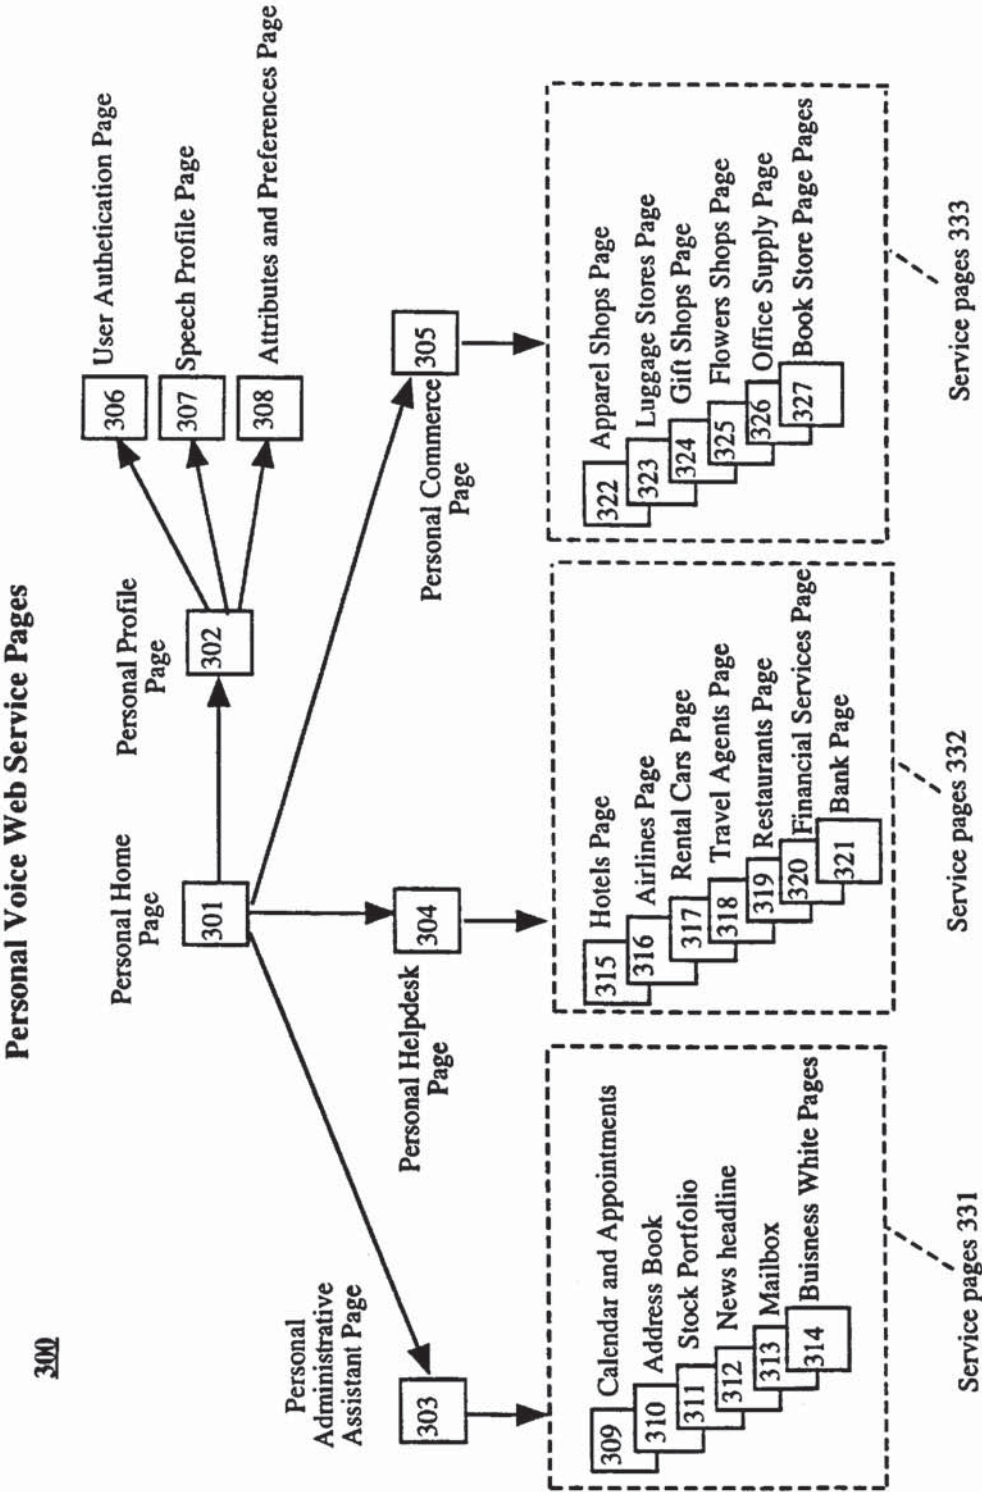 Personal Voice Web Service Pages
300
Personal Home
Page
301
Personal Profile
Page
302
306
User Authetication Page
307
Speech Profile Page
308
Attributes and Preferences Page
Personal
Administrative
Assistant Page
303
Personal Helpdesk
Page
304
Personal Commerce
Page
305
309
Calendar and Appointments
310
Address Book
311
Stock Portfolio
312
News headline
313
Mailbox
314
Buisness White Pages
Service pages 331
315
Hotels Page
316
Airlines Page
317
Rental Cars Page
318
Travel Agents Page
319
Restaurants Page
320
Financial Services Page
321
Bank Page
Service pages 332
322
Apparel Shops Page
323
Luggage Stores Page
324
Gift Shops Page
325
Flowers Shops Page
326
Office Supply Page
327
Book Store Page Pages
Service pages 333